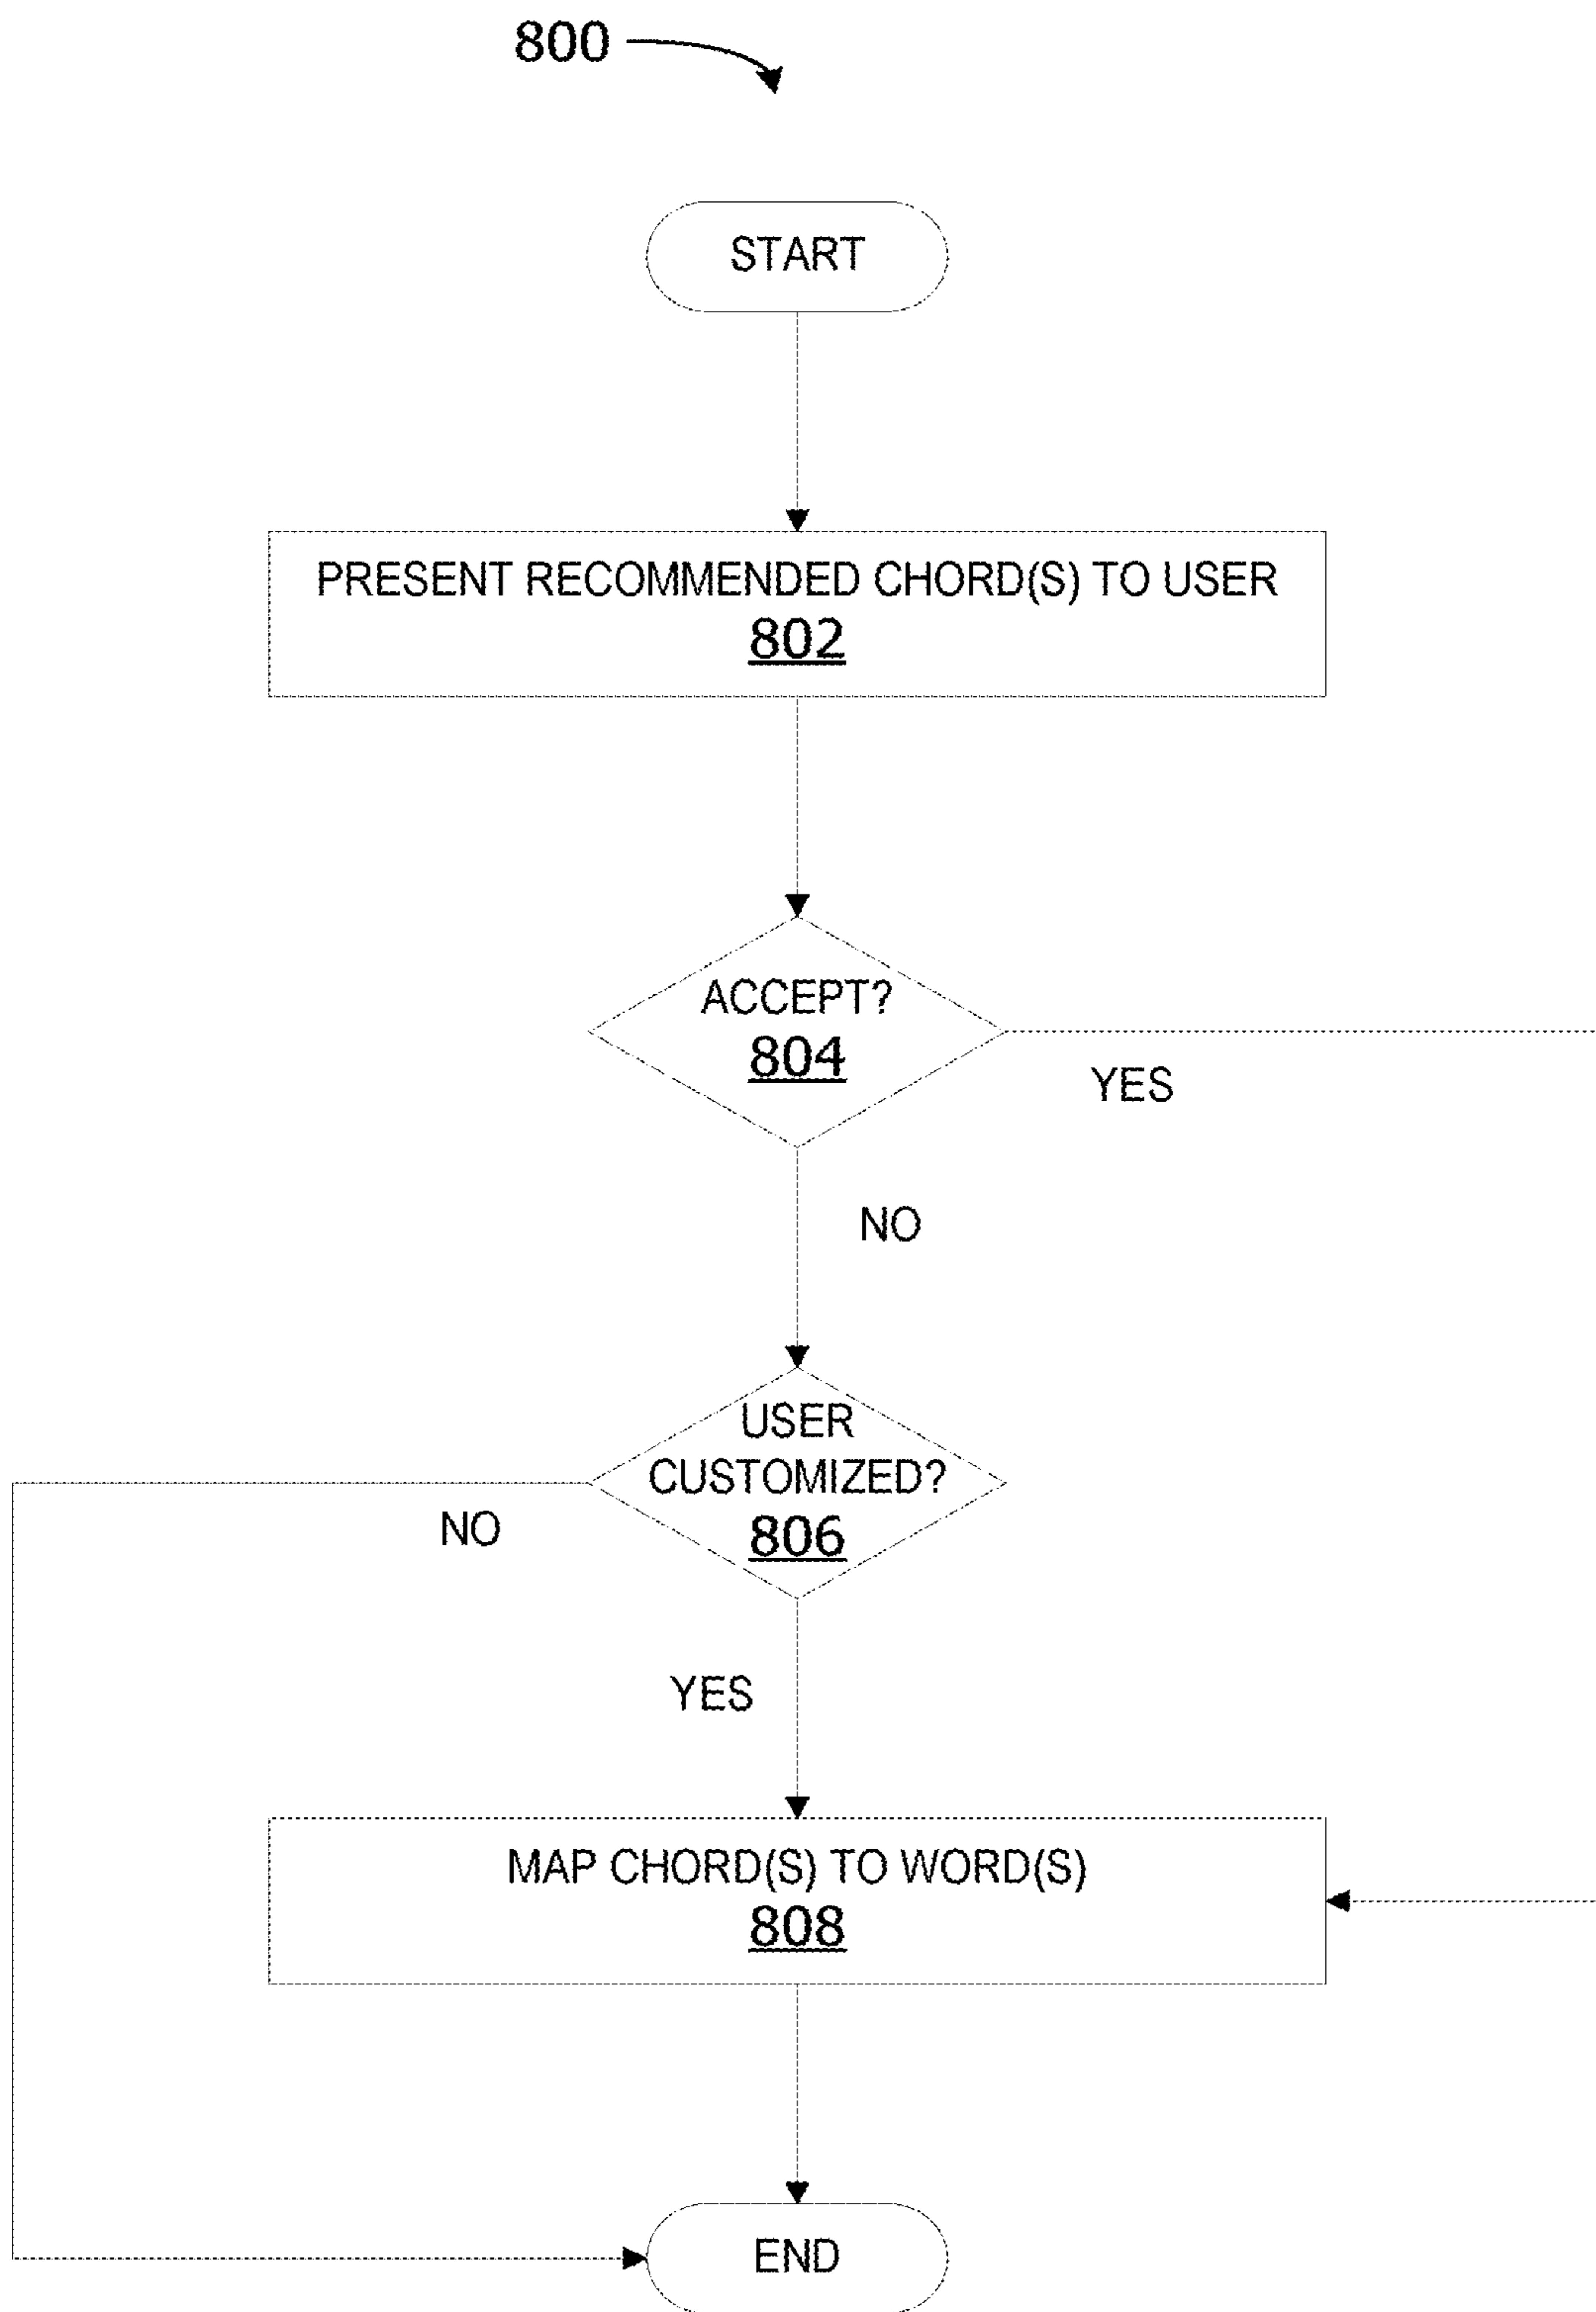 800
START
PRESENT RECOMMENDED CHORD(S) TO USER
802
ACCEPT?
804
YES
NO
USER
CUSTOMIZED?
806
NO
YES
MAP CHORD(S) TO WORD(S)
808
END